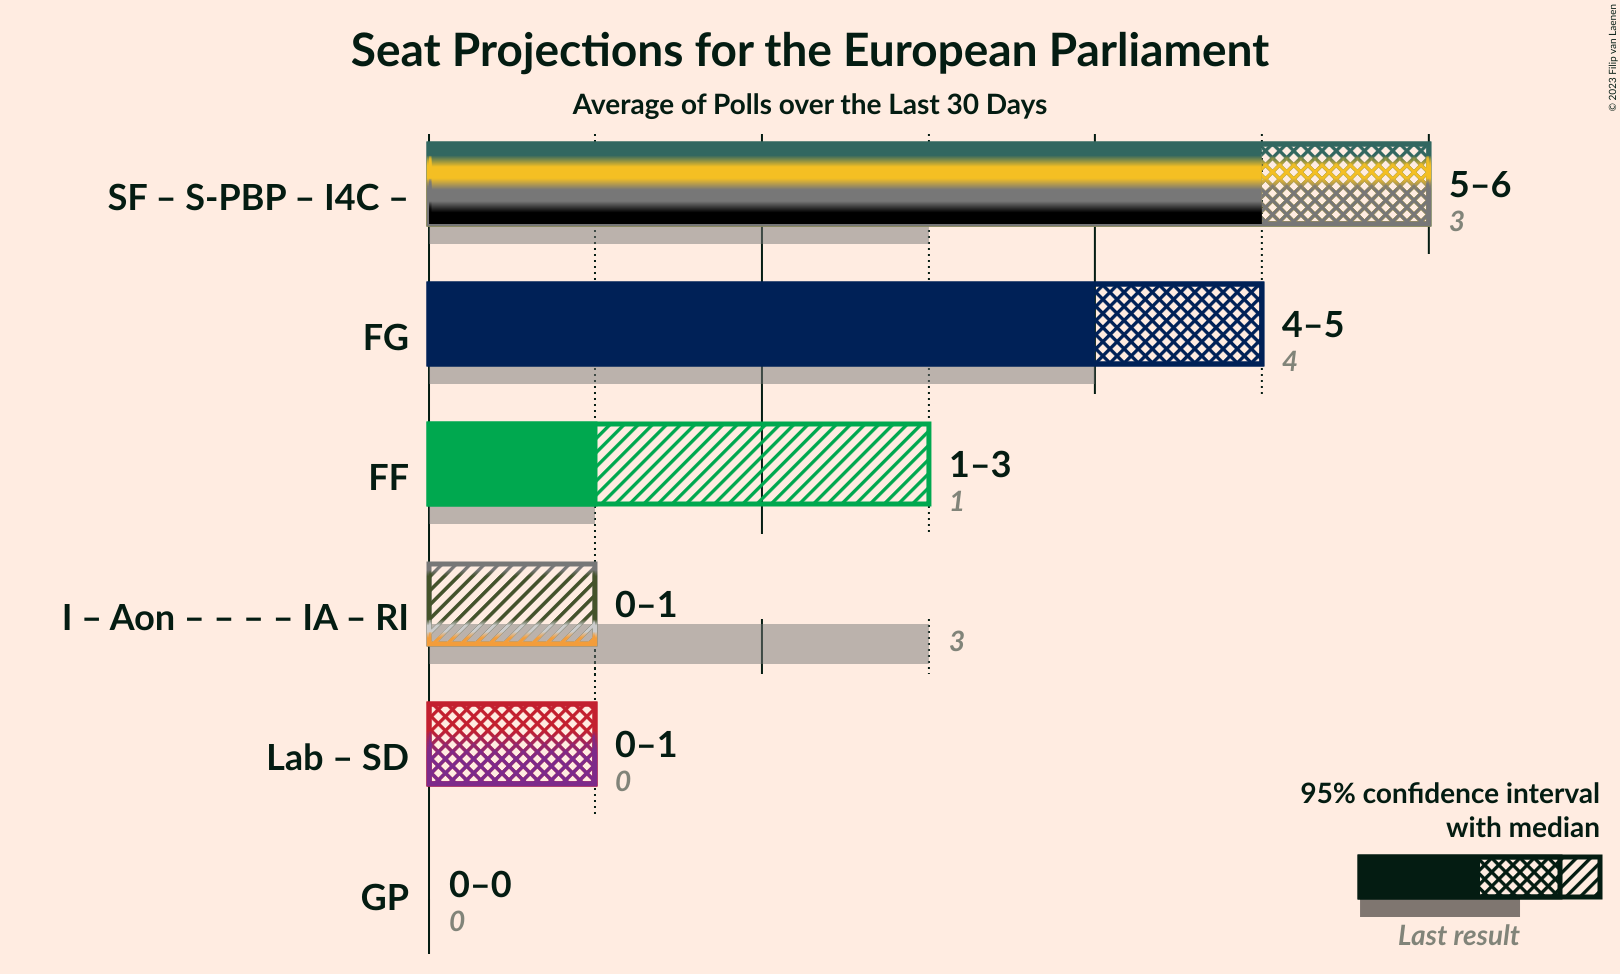 Seat Projections for the European Parliament
Average of Polls over the Last 30 Days
© 2023 Filip van Laenen
SF – S-PBP – I4C –
5–6
3
FG
4–5
4
FF
1–3
1
I – Aon – – – – IA – RI
0–1
3
Lab – SD
0–1
0
GP
0–0
0
95% confidence interval
with median
Last result